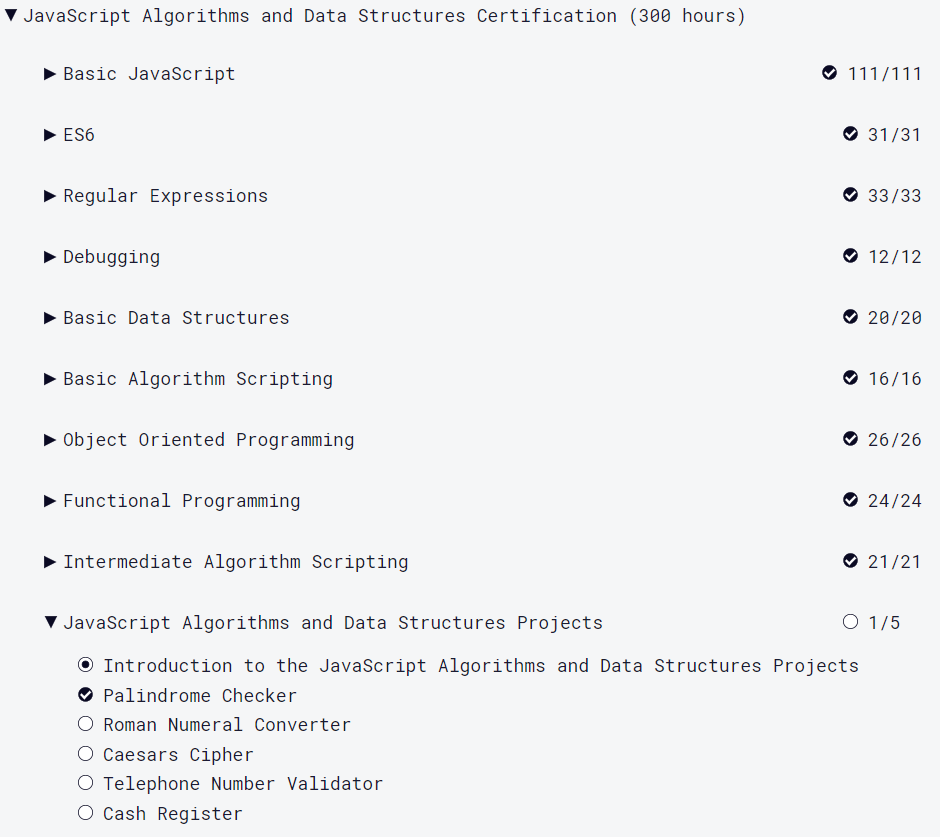 JavaScript Algorithms and Data Structures Certification (300 hours)
Basic JavaScript 111/111
ES6 31/31
Regular Expressions 33/33
Debugging 12/12
Basic Data Structures 20/20
Basic Algorithm Scripting 16/16
Object Oriented Programming 26/26
Functional Programming 24/24
Intermediate Algorithm Scripting 21/21
JavaScript Algorithms and Data Structures Projects 1/5
Introduction to the JavaScript Algorithms and Data Structures Projects
Palindrome Checker
Roman Numeral Converter
Caesars Cipher
Telephone Number Validator
Cash Register